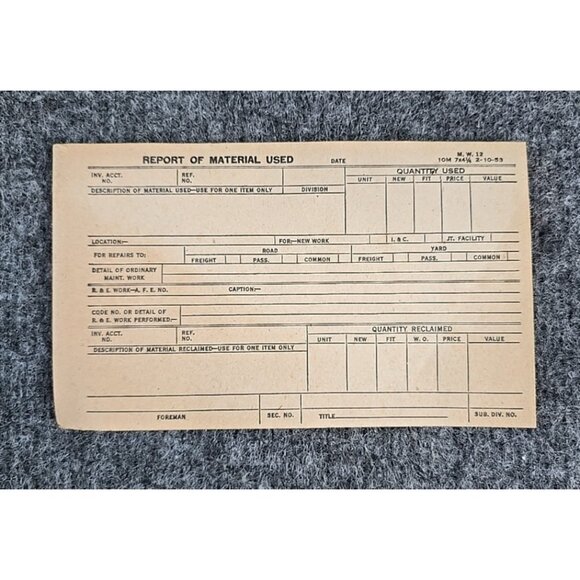 REPORT OF MATERIAL USED DATE M. W. 12
10M 7x4¼ 2-10-53
INV. ACCT. NO. REF. NO. QUANTITY USED
DESCRIPTION OF MATERIAL USED—USE FOR ONE ITEM ONLY DIVISION UNIT NEW FIT PRICE VALUE
LOCATION:— FOR:—NEW WORK I. & C. JT. FACILITY
FOR REPAIRS TO: ROAD YARD
FREIGHT PASS. COMMON FREIGHT PASS. COMMON
DETAIL OF ORDINARY
MAINT. WORK
R. & E. WORK—A. F. E. NO. CAPTION:—
CODE NO. OR DETAIL OF
R. & E. WORK PERFORMED:—
INV. ACCT. NO. REF. NO. QUANTITY RECLAIMED
DESCRIPTION OF MATERIAL RECLAIMED—USE FOR ONE ITEM ONLY UNIT NEW FIT W. O. PRICE VALUE
FOREMAN SEC. NO. TITLE SUB. DIV. NO.